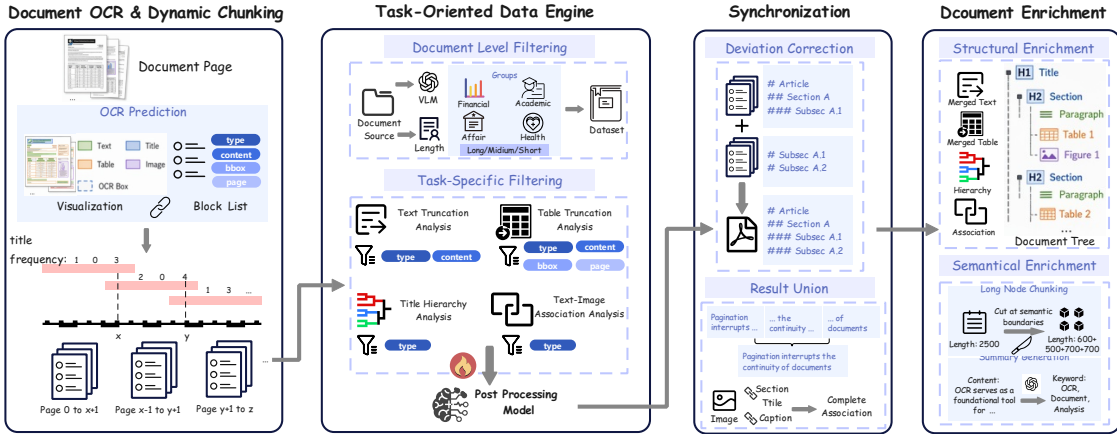 Document OCR & Dynamic Chunking
Document Page
...
OCR Prediction
Text
Title
Table
Image
OCR Box
type
content
bbox
page
Visualization
Block List
title
frequency: 1 0 3
2 0 4
1 3 ...
x
y
...
Page 0 to x+1
Page x-1 to y+1
Page y+1 to z
Task-Oriented Data Engine
Document Level Filtering
Document
Source
VLM
Length
Groups
Financial
Academic
Affair
Health
Long/Midium/Short
Dataset
Task-Specific Filtering
Text Truncation
Analysis
type
content
Table Truncation
Analysis
type
content
bbox
page
Title Hierarchy
Analysis
type
Text-Image
Association Analysis
type
Post Processing
Model
Synchronization
Deviation Correction
# Article
## Section A
### Subsec A.1
+
# Subsec A.1
# Subsec A.2
# Article
## Section A
### Subsec A.1
### Subsec A.2
Result Union
Pagination
interrupts ...
... the
continuity ...
... of
documents
Pagination interrupts the
continuity of documents
Image
Section
Ttile
Caption
Complete
Association
Dcoument Enrichment
Structural Enrichment
Merged Text
Merged Table
Hierarchy
Association
H1 Title
H2 Section
Paragraph
Table 1
Figure 1
H2 Section
Paragraph
Table 2
...
Document Tree
Semantical Enrichment
Long Node Chunking
Length: 2500
Cut at semantic
boundaries
Length: 600+
500+700+700
Summary Generation
Content:
OCR serves as a
foundational tool
for ...
Keyword:
OCR,
Document,
Analysis